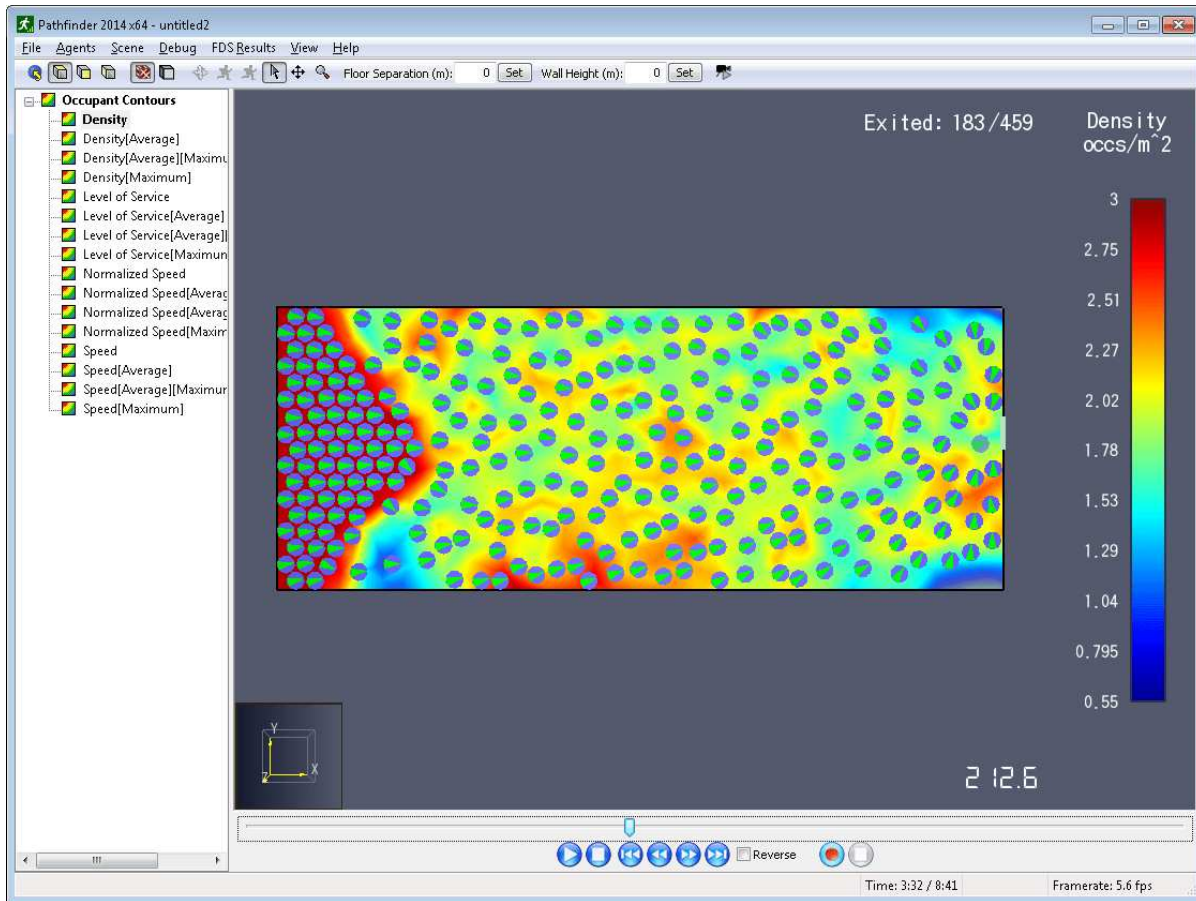 Pathfinder 2014 x64 - untitled2
File Agents Scene Debug FDS Results View Help
Floor Separation (m): 0 Set Wall Height (m): 0 Set
Occupant Contours
Density
Density[Average]
Density[Average][Maximu
Density[Maximum]
Level of Service
Level of Service[Average]
Level of Service[Average][
Level of Service[Maximun
Normalized Speed
Normalized Speed[Averag
Normalized Speed[Averag
Normalized Speed[Maxim
Speed
Speed[Average]
Speed[Average][Maximur
Speed[Maximum]
Exited: 183/459
Density
occs/m^2
3
2.75
2.51
2.27
2.02
1.78
1.53
1.29
1.04
0.795
0.55
Y
Z X
212.6
Reverse
Time: 3:32 / 8:41 Framerate: 5.6 fps